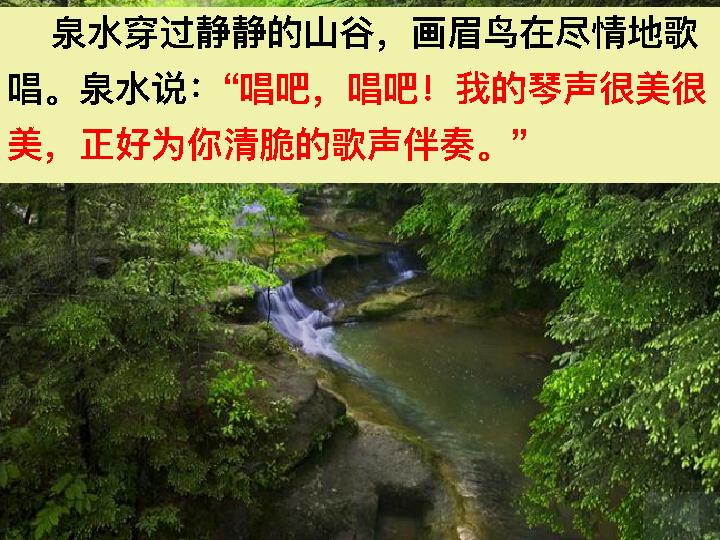 泉水穿过静静的山谷，画眉鸟在尽情地歌
唱。泉水说：“唱吧，唱吧！我的琴声很美很
美，正好为你清脆的歌声伴奏。”